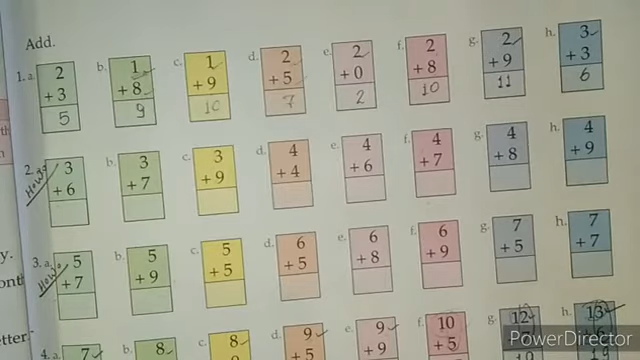 Add.
1. a. b. c. d. e. f. g. h.
2 1 1 2 2 2 2 3
+3 +8 +9 +5 +0 +8 +9 +3
5 9 10 7 2 10 11 6
2. b. c. d. e. f. g. h.
3 3 3 4 4 4 4 4
+6 +7 +9 +4 +6 +7 +8 +9
3. a. b. c. d. e. f. g. h.
5 5 5 6 6 6 7 7
+7 +9 +5 +5 +8 +9 +5 +7
4. a. b. c. d. e. f. g. h.
7 8 8 9 9 10 12 13
+5 +9 +5
PowerDirector